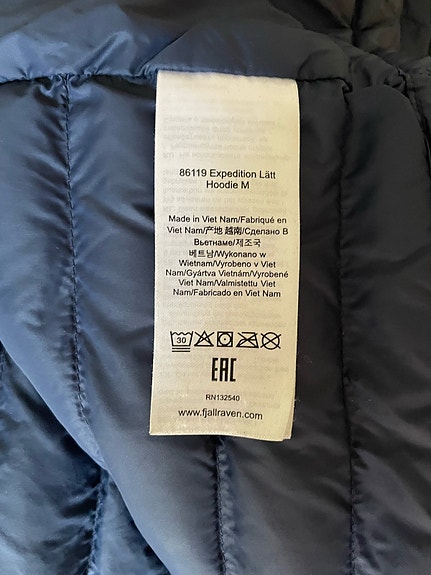 86119 Expedition Lätt
Hoodie M
Made in Viet Nam/Fabriqué en
Viet Nam/产地 越南/Сделано В
Вьетнаме/제조국
베트남/Wykonano w
Wietnam/Vyrobeno v Viet
Nam/Gyártva Vietnám/Vyrobené
Viet Nam/Valmistettu Viet
Nam/Fabricado en Viet Nam
30
EAC
RN132540
www.fjallraven.com